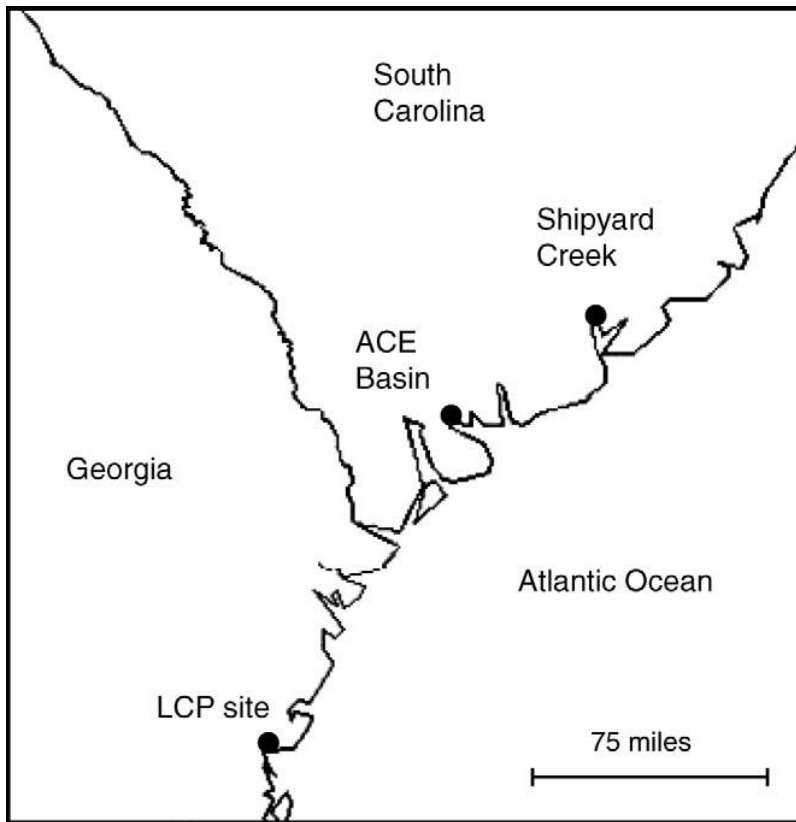 South
Carolina
Shipyard
Creek
ACE
Basin
Georgia
Atlantic Ocean
LCP site
75 miles